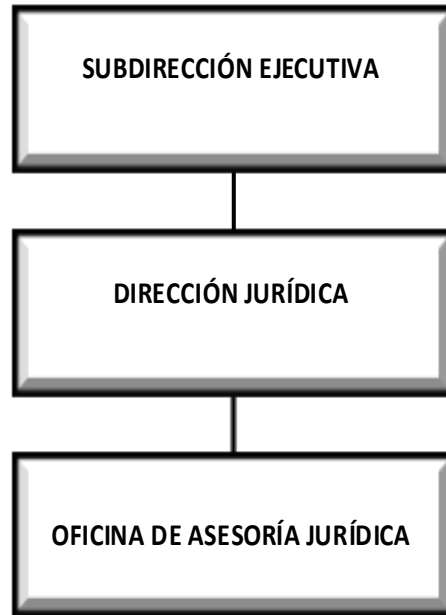 SUBDIRECCIÓN EJECUTIVA
DIRECCIÓN JURÍDICA
OFICINA DE ASESORÍA JURÍDICA